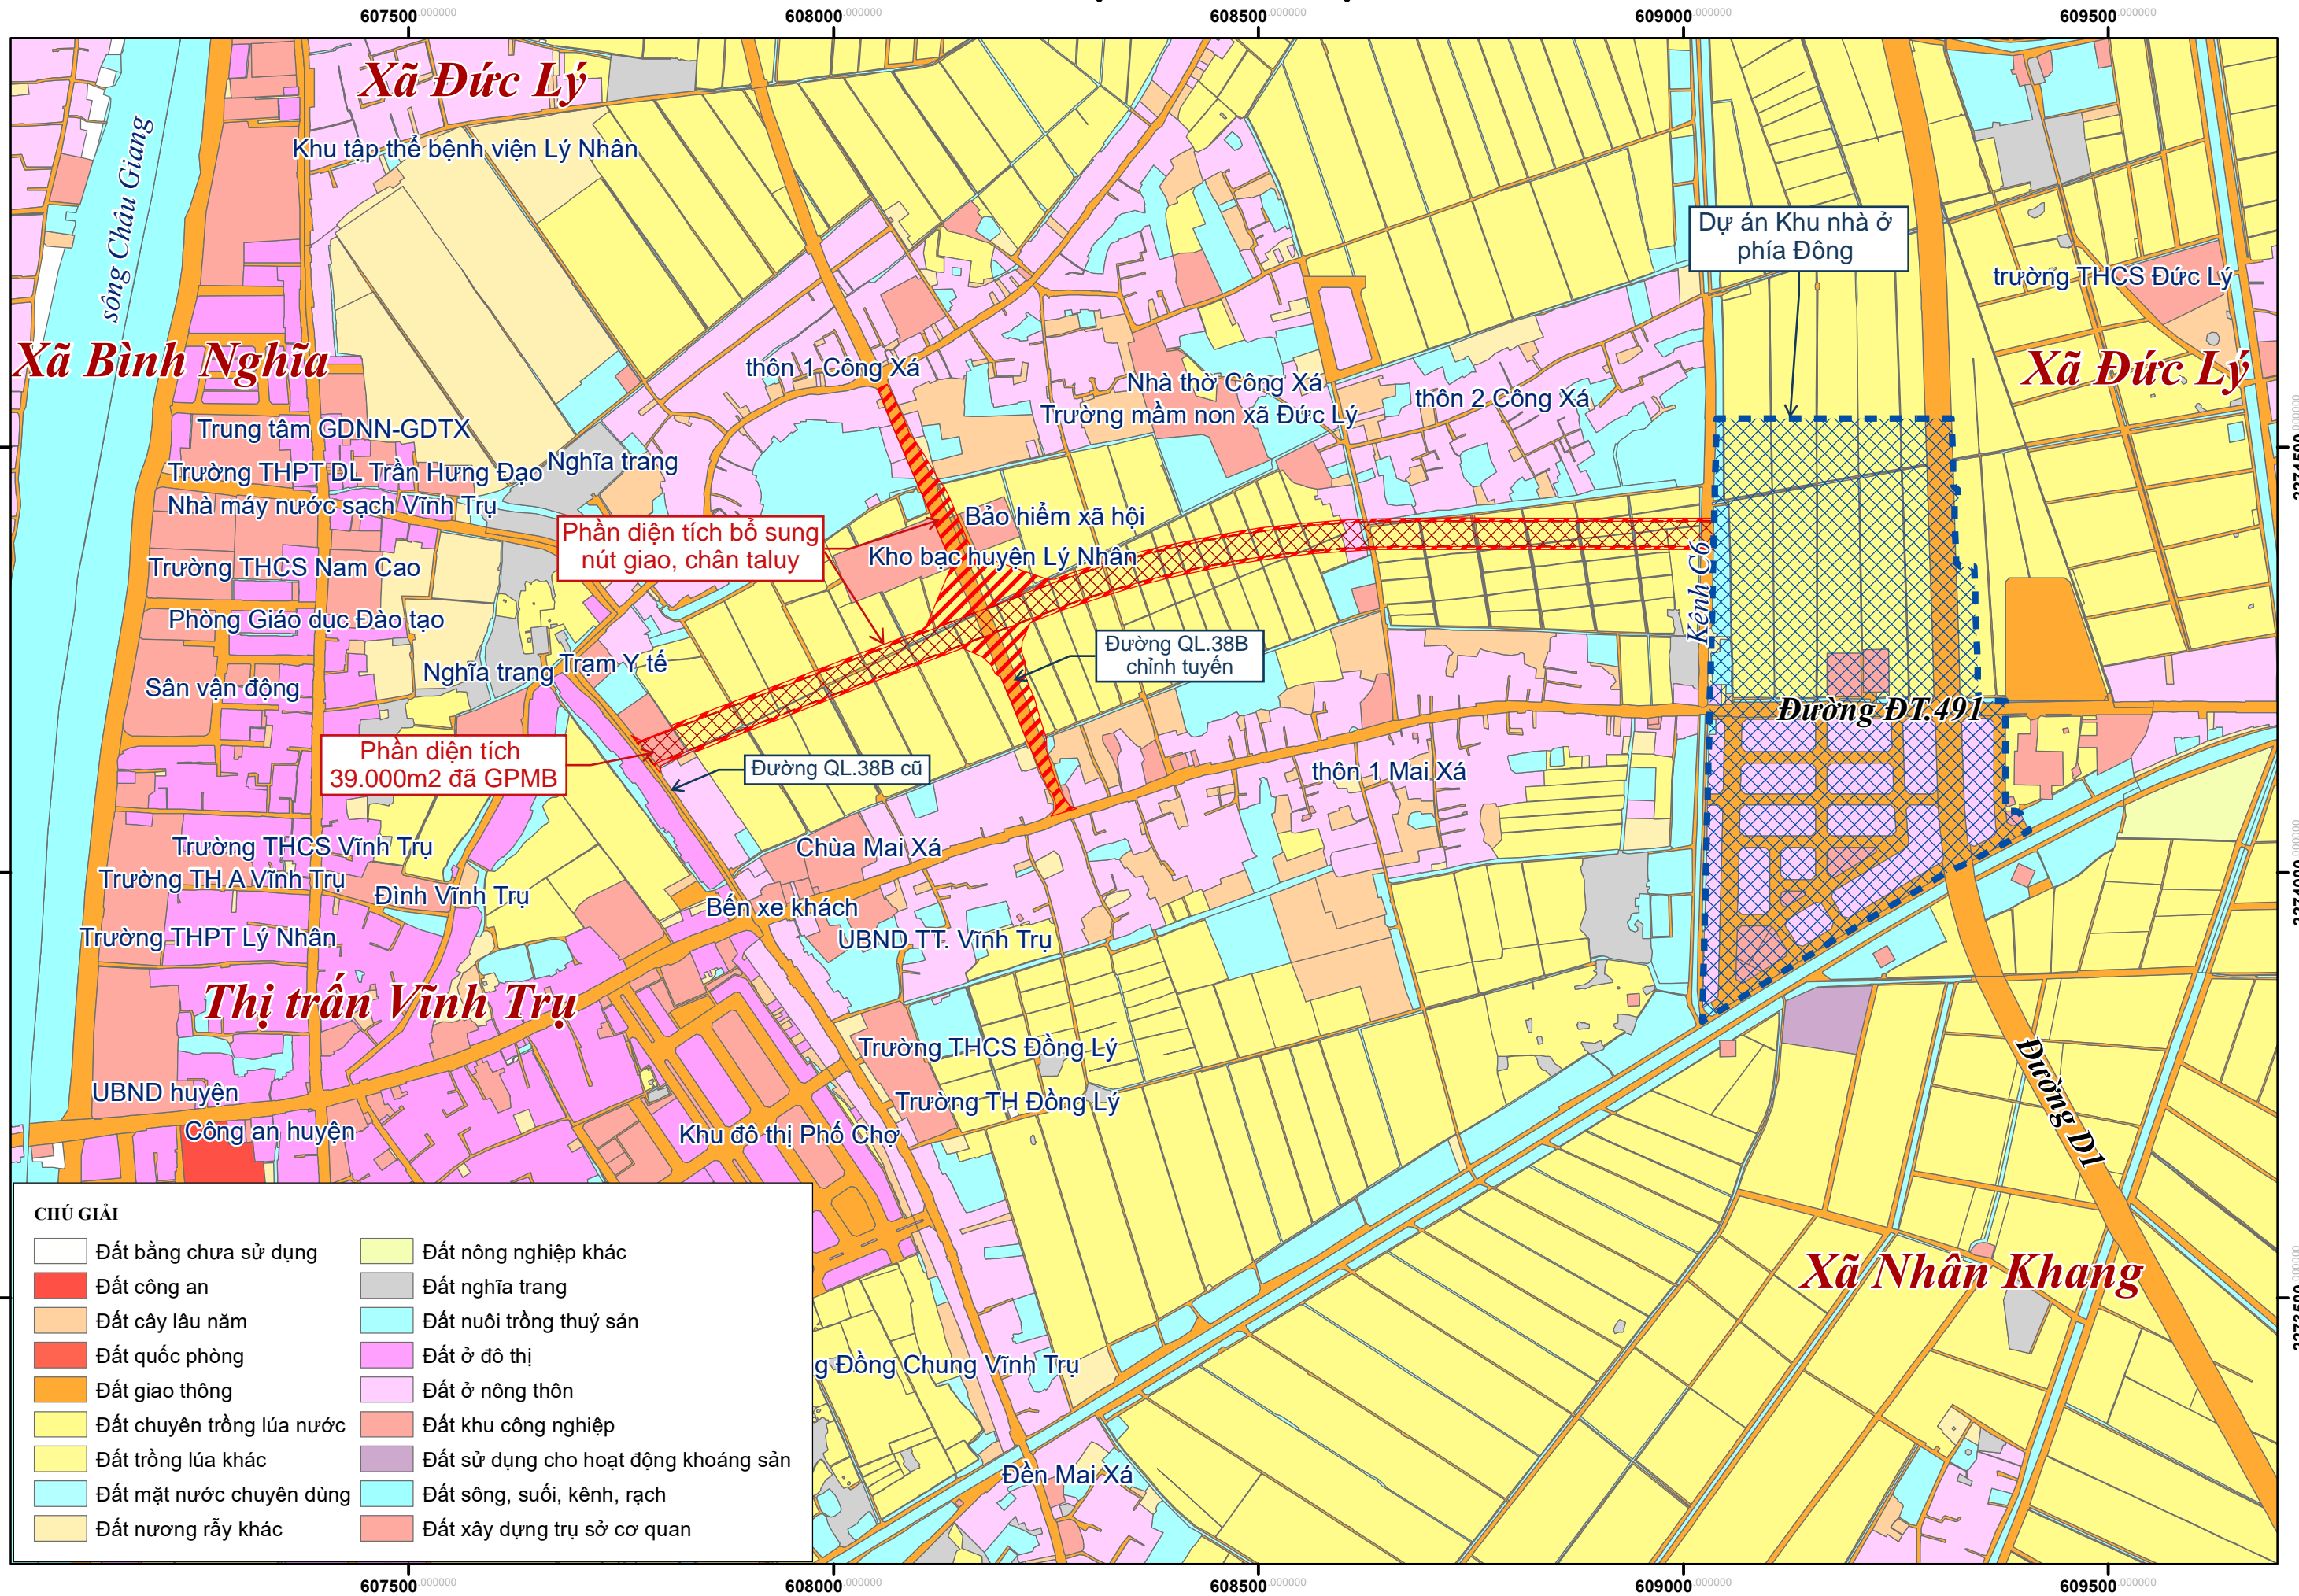 607500.000000 608000.000000 608500.000000 609000.000000 609500.000000
Xã Đức Lý
sông Châu Giang
Khu tập thể bệnh viện Lý Nhân
Dự án Khu nhà ở
phía Đông
trường THCS Đức Lý
Xã Bình Nghĩa
thôn 1 Công Xá
Nhà thờ Công Xá
Trường mầm non xã Đức Lý
thôn 2 Công Xá
Xã Đức Lý
Trung tâm GDNN-GDTX
Trường THPT DL Trần Hưng Đạo
Nghĩa trang
Nhà máy nước sạch Vĩnh Trụ
Phần diện tích bổ sung
nút giao, chân taluy
Bảo hiểm xã hội
Kho bạc huyện Lý Nhân
Trường THCS Nam Cao
Kênh C6
Phòng Giáo dục Đào tạo
Đường QL.38B
chỉnh tuyến
Nghĩa trang
Trạm Y tế
Sân vận động
Đường ĐT.491
Phần diện tích
39.000m2 đã GPMB
Đường QL.38B cũ
thôn 1 Mai Xá
Trường THCS Vĩnh Trụ
Chùa Mai Xá
Trường TH A Vĩnh Trụ
Đình Vĩnh Trụ
Bến xe khách
Trường THPT Lý Nhân
UBND TT. Vĩnh Trụ
Thị trấn Vĩnh Trụ
Trường THCS Đồng Lý
UBND huyện
Trường TH Đồng Lý
Công an huyện
Khu đô thị Phố Chợ
Đường D1
Xã Nhân Khang
g Đồng Chung Vĩnh Trụ
Đền Mai Xá
CHÚ GIẢI
Đất bằng chưa sử dụng
Đất công an
Đất cây lâu năm
Đất quốc phòng
Đất giao thông
Đất chuyên trồng lúa nước
Đất trồng lúa khác
Đất mặt nước chuyên dùng
Đất nương rẫy khác
Đất nông nghiệp khác
Đất nghĩa trang
Đất nuôi trồng thuỷ sản
Đất ở đô thị
Đất ở nông thôn
Đất khu công nghiệp
Đất sử dụng cho hoạt động khoáng sản
Đất sông, suối, kênh, rạch
Đất xây dựng trụ sở cơ quan
607500.000000 608000.000000 608500.000000 609000.000000 609500.000000